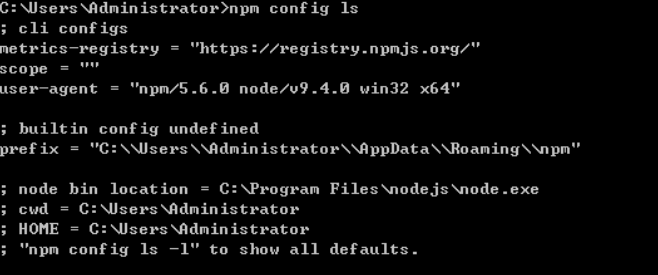 C:\Users\Administrator>npm config ls
; cli configs
metrics-registry = "https://registry.npmjs.org/"
scope = ""
user-agent = "npm/5.6.0 node/v9.4.0 win32 x64"
; builtin config undefined
prefix = "C:\\Users\\Administrator\\AppData\\Roaming\\npm"
; node bin location = C:\Program Files\nodejs\node.exe
; cwd = C:\Users\Administrator
; HOME = C:\Users\Administrator
; "npm config ls -l" to show all defaults.